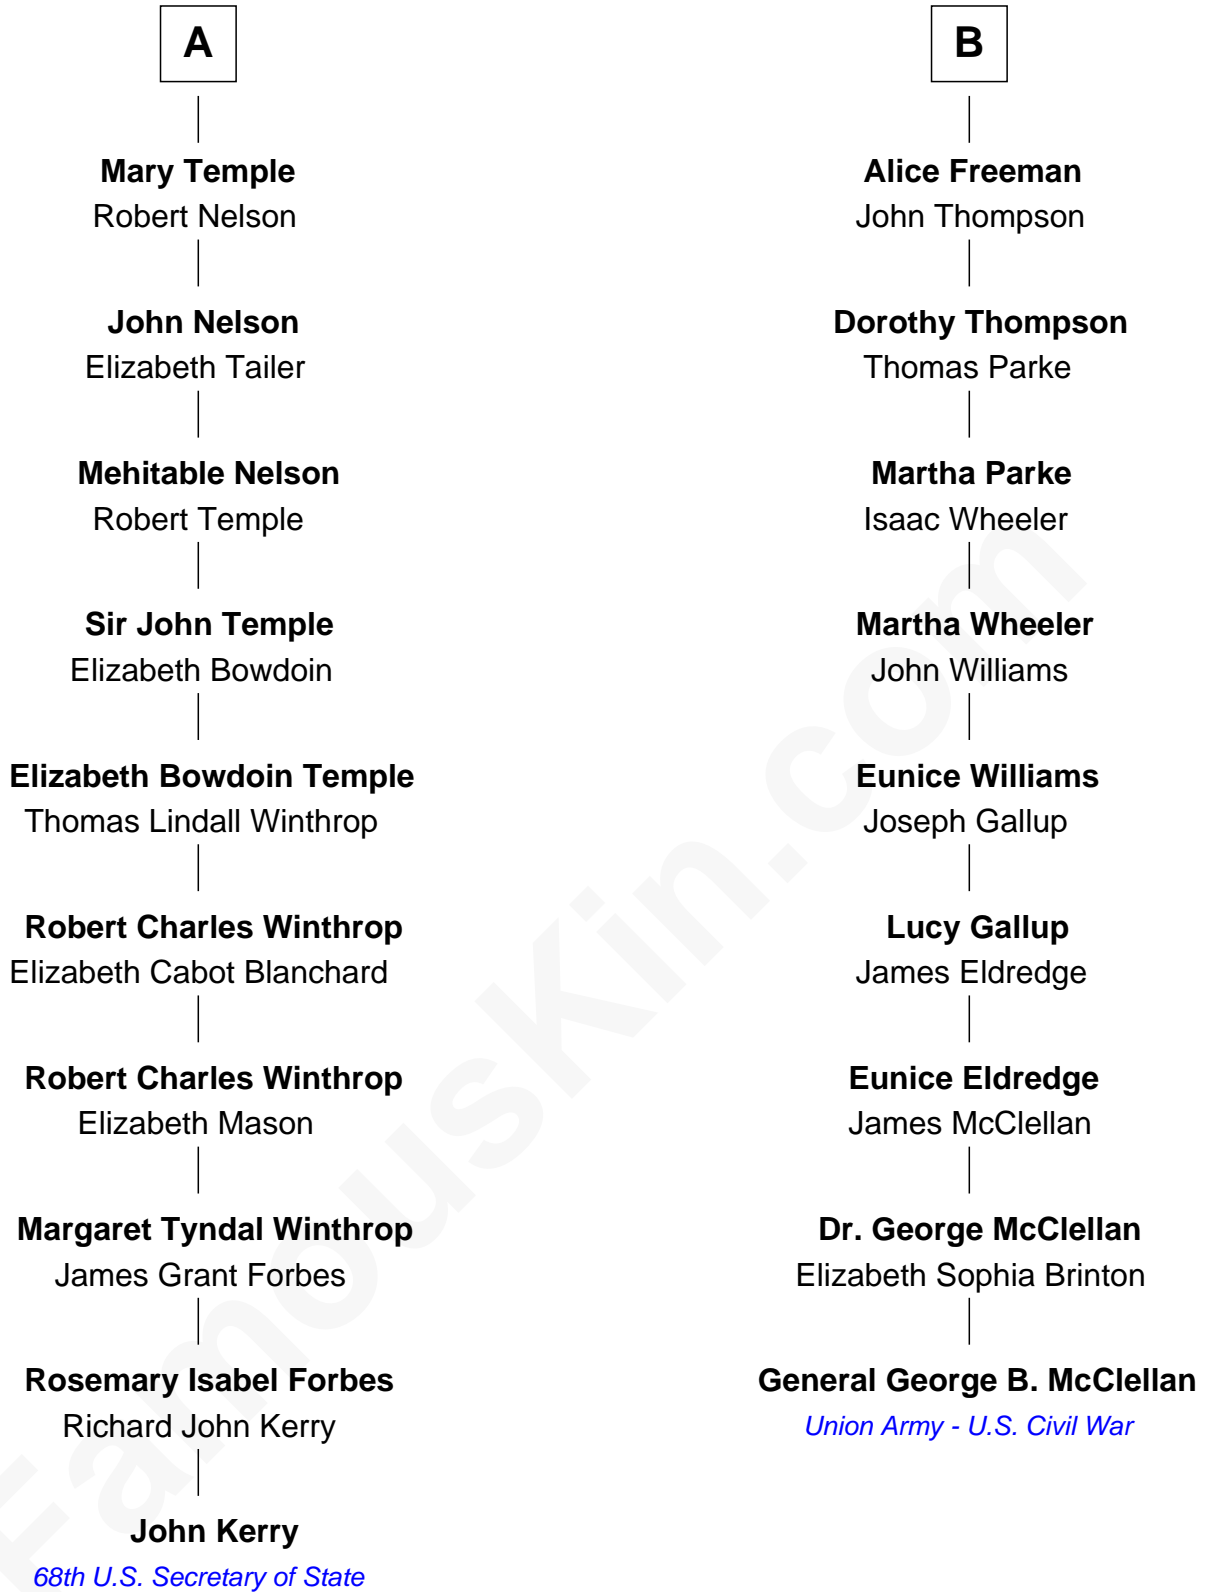 A
Mary Temple
Robert Nelson
John Nelson
Elizabeth Tailer
Mehitable Nelson
Robert Temple
Sir John Temple
Elizabeth Bowdoin
Elizabeth Bowdoin Temple
Thomas Lindall Winthrop
Robert Charles Winthrop
Elizabeth Cabot Blanchard
Robert Charles Winthrop
Elizabeth Mason
Margaret Tyndal Winthrop
James Grant Forbes
Rosemary Isabel Forbes
Richard John Kerry
John Kerry
68th U.S. Secretary of State
B
Alice Freeman
John Thompson
Dorothy Thompson
Thomas Parke
Martha Parke
Isaac Wheeler
Martha Wheeler
John Williams
Eunice Williams
Joseph Gallup
Lucy Gallup
James Eldredge
Eunice Eldredge
James McClellan
Dr. George McClellan
Elizabeth Sophia Brinton
General George B. McClellan
Union Army - U.S. Civil War
FamousKin.com